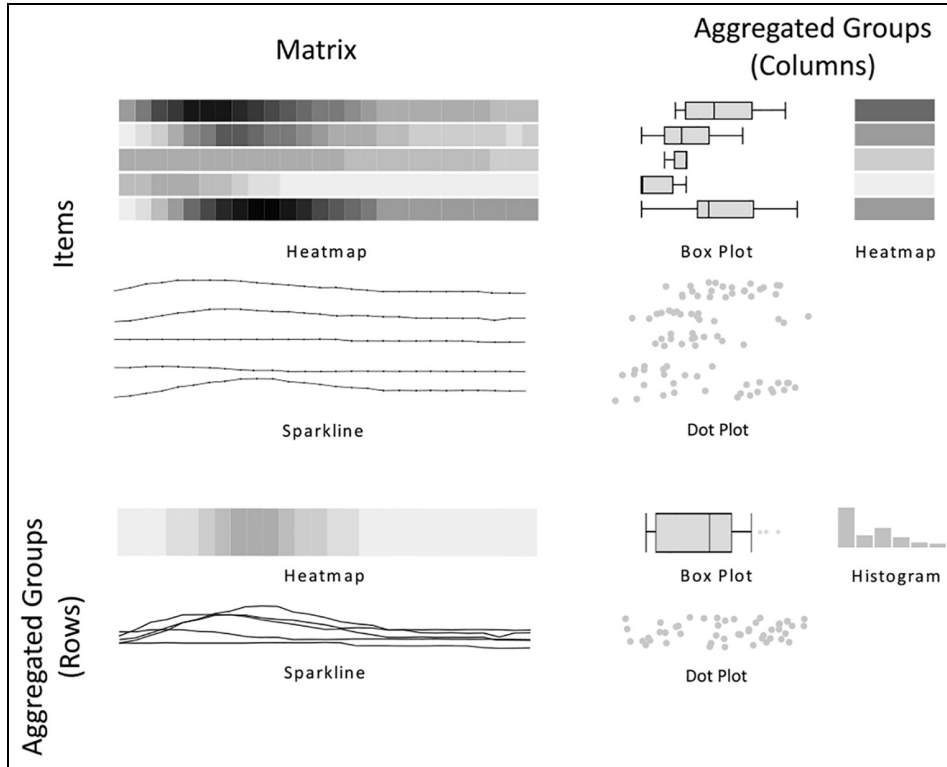 Matrix
Aggregated Groups
(Columns)
Items
Heatmap
Box Plot
Heatmap
Sparkline
Dot Plot
Aggregated Groups
(Rows)
Heatmap
Box Plot
Histogram
Sparkline
Dot Plot